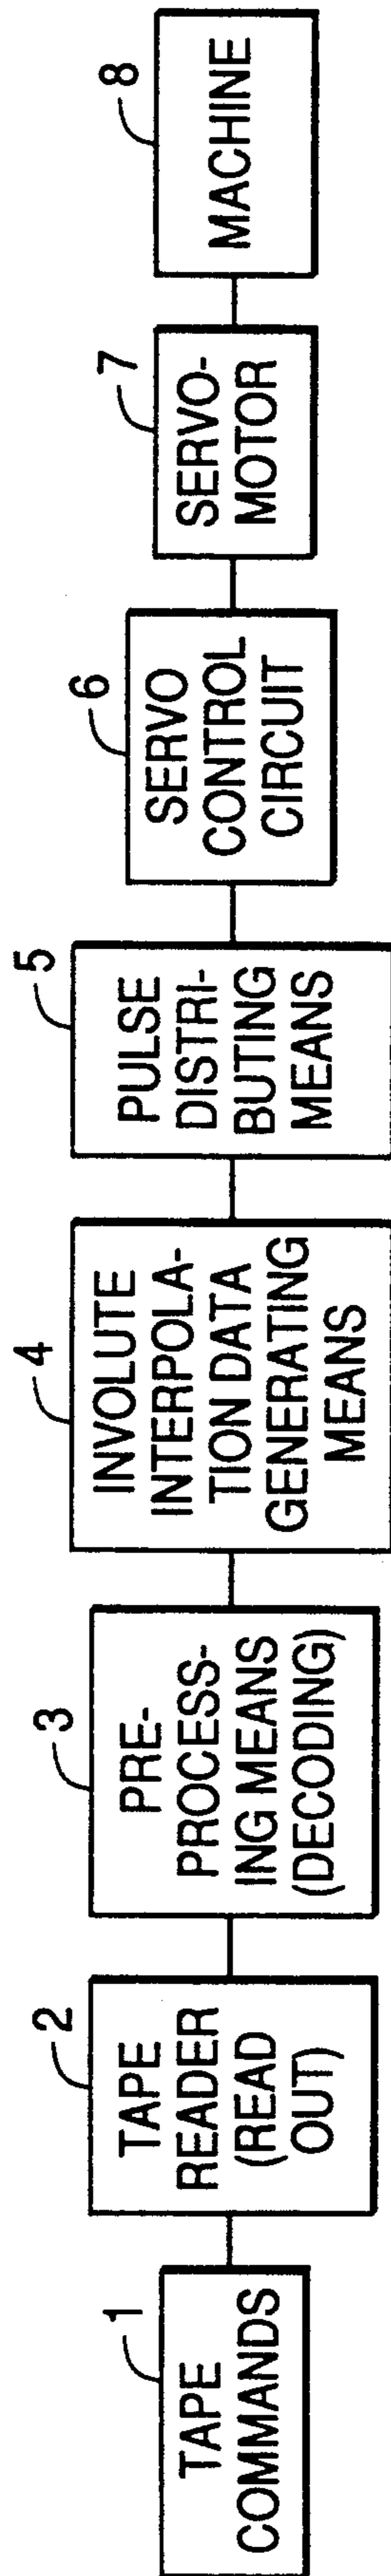 1
TAPE
COMMANDS
2
TAPE
READER
(READ
OUT)
3
PRE-
PROCESS-
ING MEANS
(DECODING)
4
INVOLUTE
INTERPOLA-
TION DATA
GENERATING
MEANS
5
PULSE
DISTRI-
BUTING
MEANS
6
SERVO
CONTROL
CIRCUIT
7
SERVO-
MOTOR
8
MACHINE